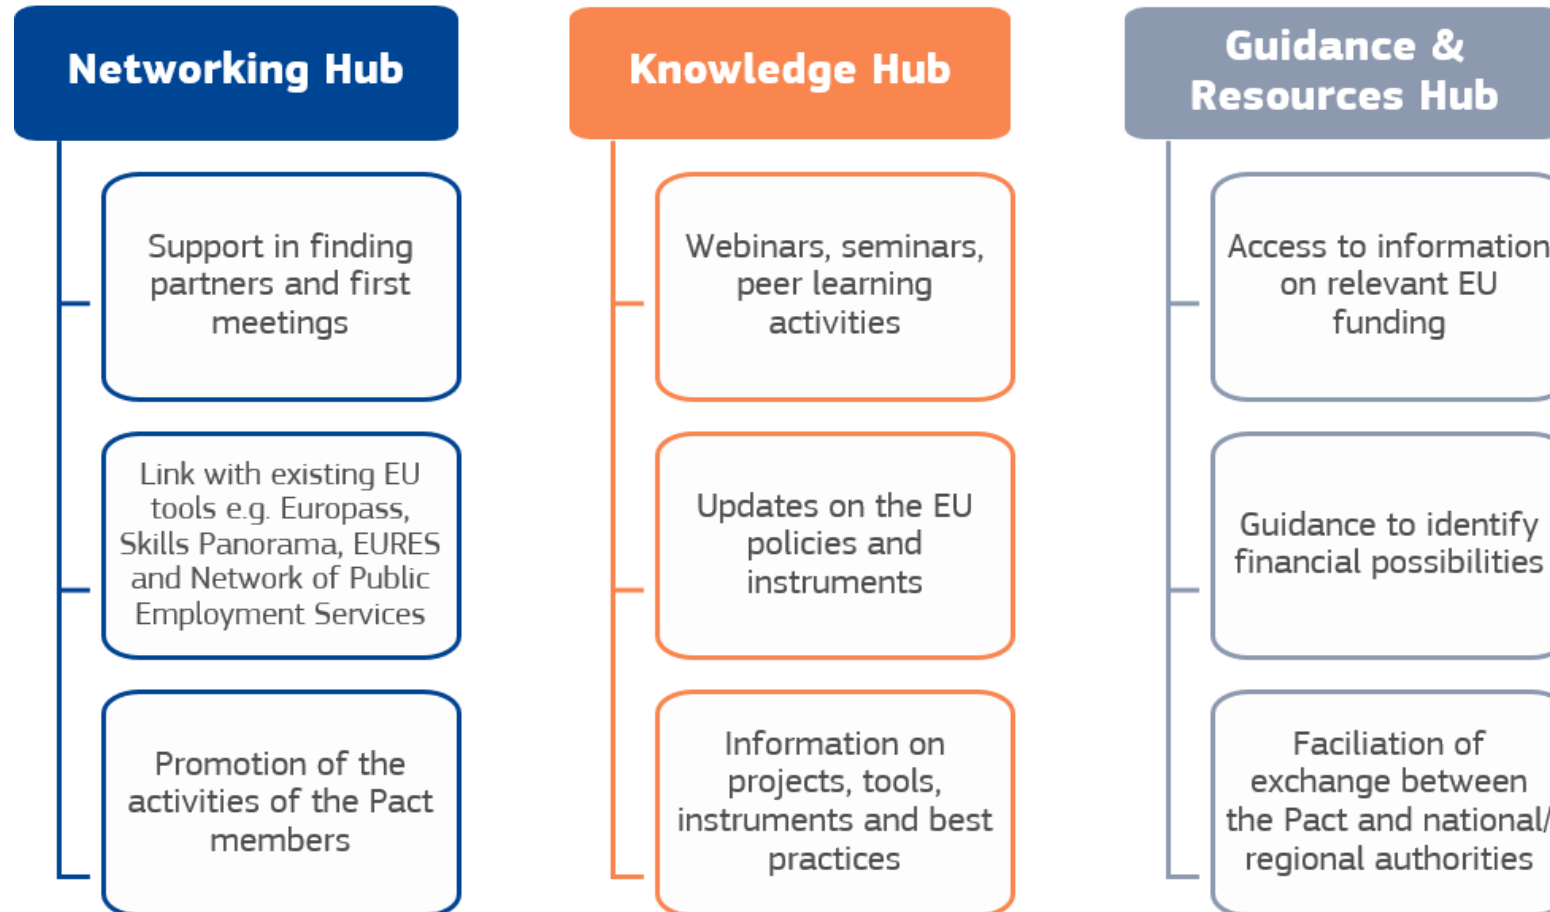 Networking Hub
Support in finding
partners and first
meetings
Link with existing EU
tools e.g. Europass,
Skills Panorama, EURES
and Network of Public
Employment Services
Promotion of the
activities of the Pact
members
Knowledge Hub
Webinars, seminars,
peer learning
activities
Updates on the EU
policies and
instruments
Information on
projects, tools,
instruments and best
practices
Guidance &
Resources Hub
Access to information
on relevant EU
funding
Guidance to identify
financial possibilities
Faciliation of
exchange between
the Pact and national/
regional authorities